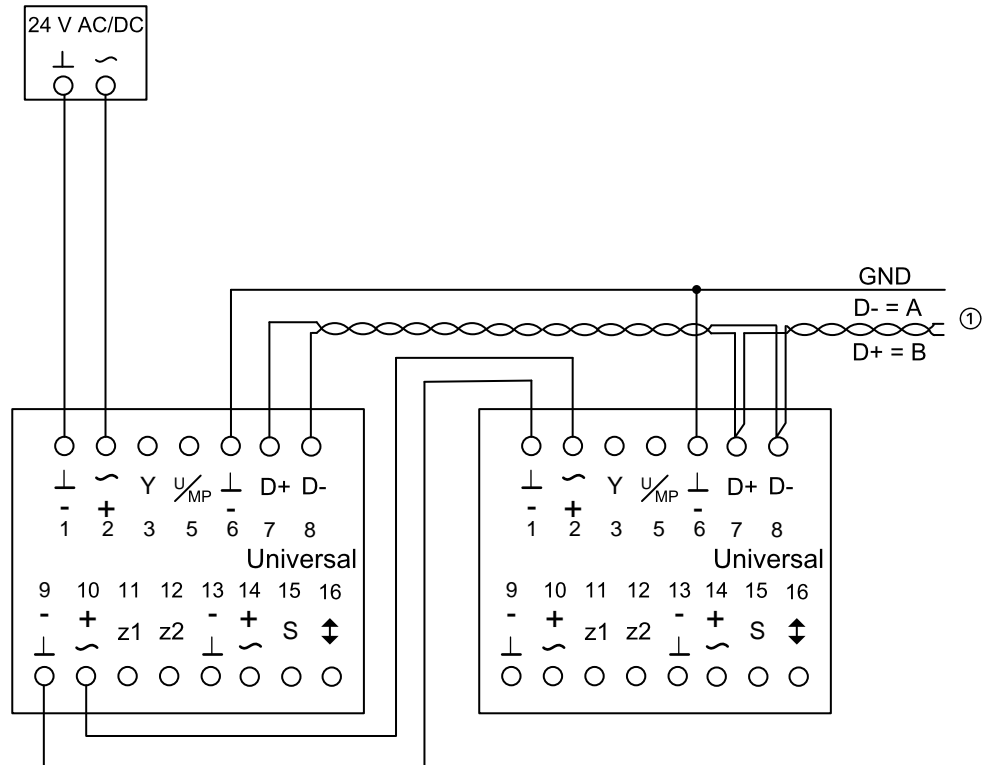 24 V AC/DC
⊥ ~
GND
D- = A
①
D+ = B
⊥ ~ Y U/MP ⊥ D+ D-
- + -
1 2 3 5 6 7 8
Universal
9 10 11 12 13 14 15 16
- + z1 z2 - + S ↕
⊥ ~ ⊥ ~
⊥ ~ Y U/MP ⊥ D+ D-
- + -
1 2 3 5 6 7 8
Universal
9 10 11 12 13 14 15 16
- + z1 z2 - + S ↕
⊥ ~ ⊥ ~